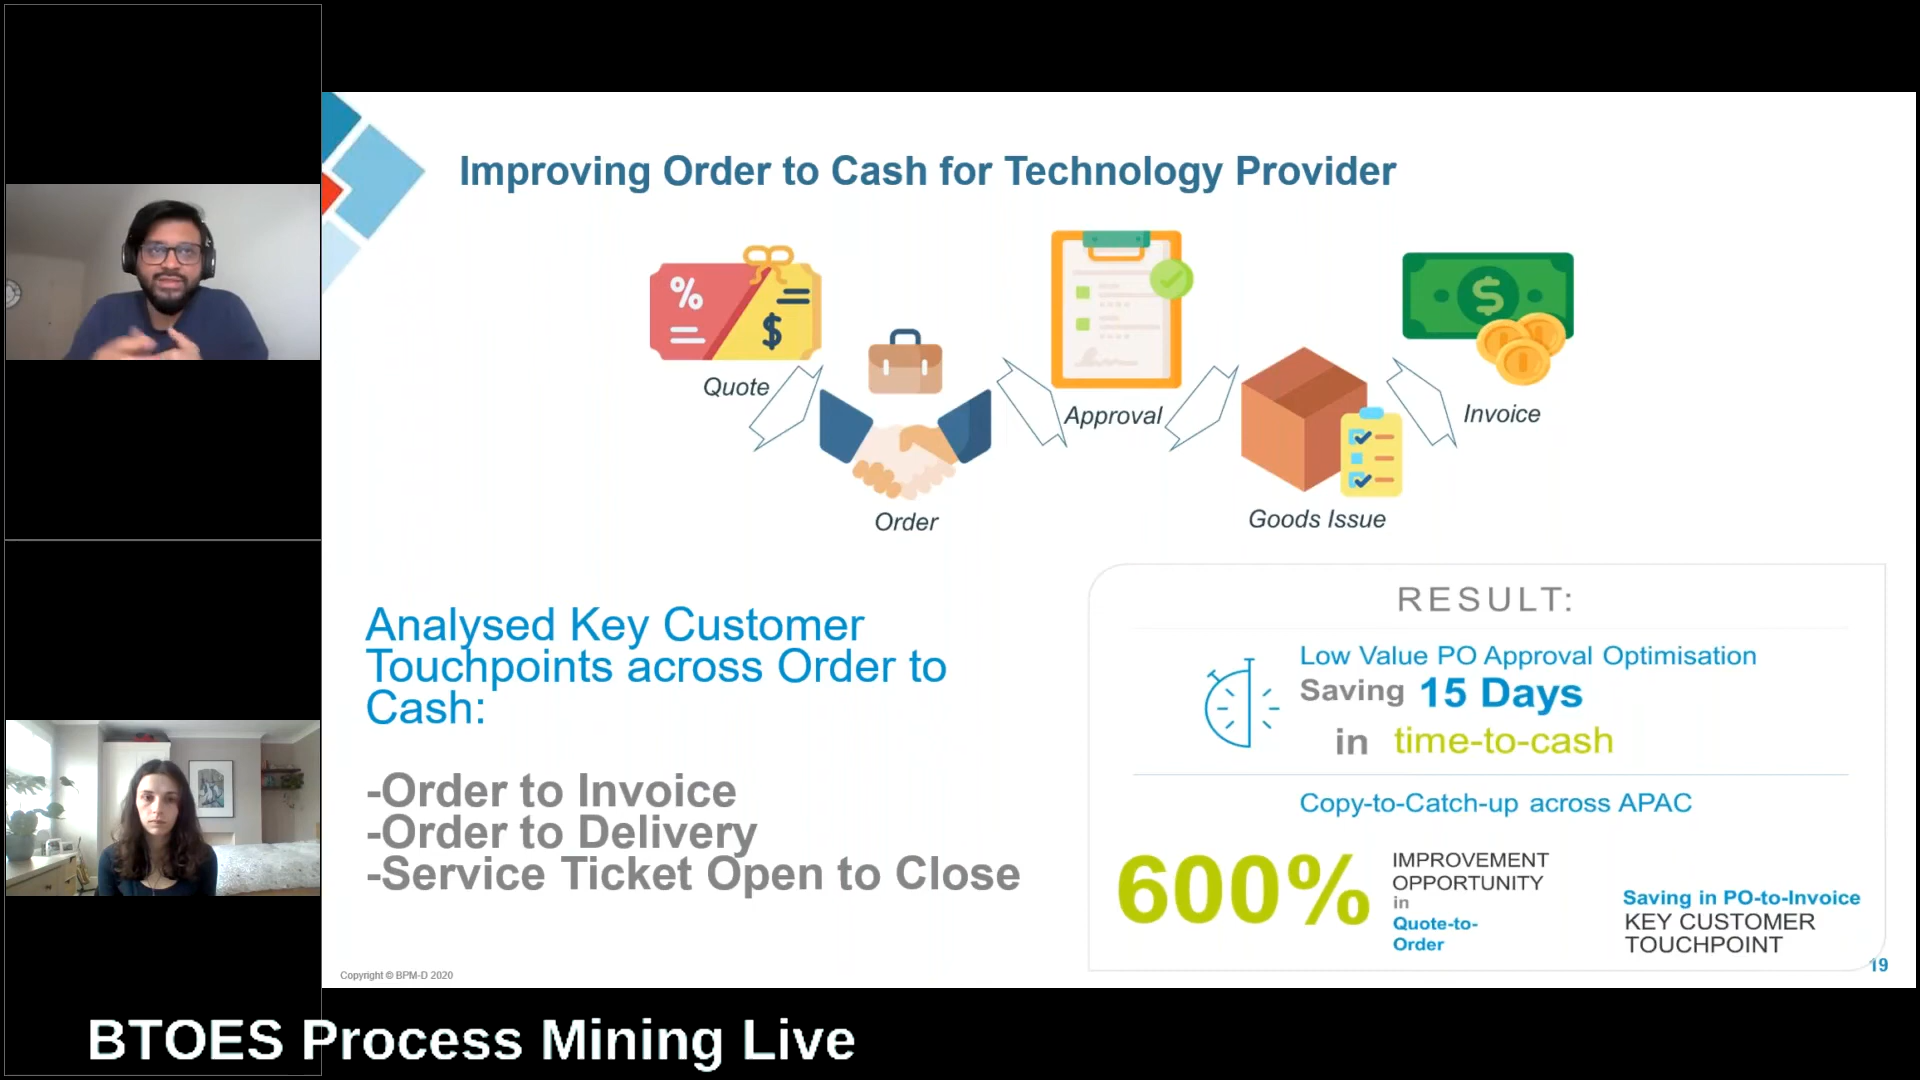 Improving Order to Cash for Technology Provider
%
$
$
Quote
Order
Approval
Goods Issue
Invoice
Analysed Key Customer
Touchpoints across Order to
Cash:
-Order to Invoice
-Order to Delivery
-Service Ticket Open to Close
RESULT:
Low Value PO Approval Optimisation
Saving 15 Days
in time-to-cash
Copy-to-Catch-up across APAC
600%
IMPROVEMENT
OPPORTUNITY
in
Quote-to-
Order
Saving in PO-to-Invoice
KEY CUSTOMER
TOUCHPOINT
Copyright © BPM-D 2020
19
BTOES Process Mining Live